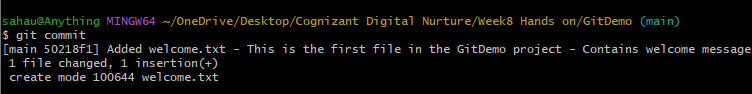 sahau@Anything MINGW64 ~/OneDrive/Desktop/Cognizant Digital Nurture/Week8 Hands on/GitDemo (main)
$ git commit
[main 50218f1] Added welcome.txt - This is the first file in the GitDemo project - Contains welcome message
 1 file changed, 1 insertion(+)
 create mode 100644 welcome.txt